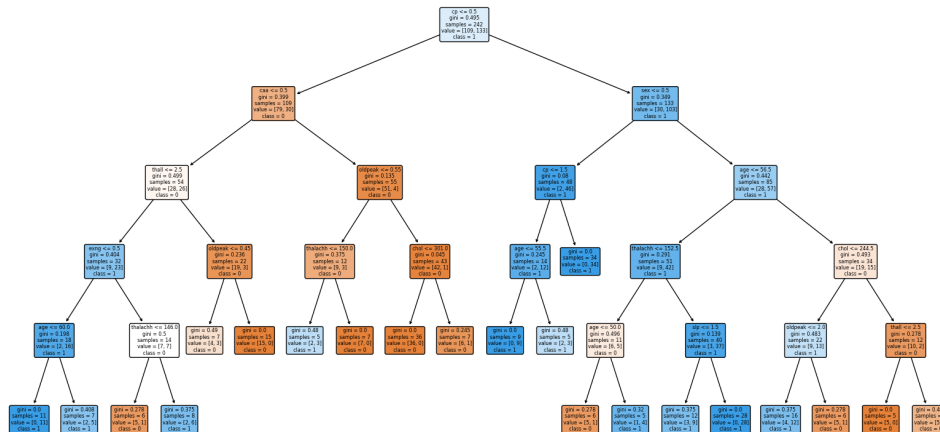 cp <= 0.5
gini = 0.495
samples = 242
value = [109, 133]
class = 1
caa <= 0.5
gini = 0.399
samples = 109
value = [79, 30]
class = 0
sex <= 0.5
gini = 0.349
samples = 133
value = [30, 103]
class = 1
thall <= 2.5
gini = 0.499
samples = 54
value = [28, 26]
class = 0
oldpeak <= 0.55
gini = 0.135
samples = 55
value = [51, 4]
class = 0
cp <= 1.5
gini = 0.08
samples = 48
value = [2, 46]
class = 1
age <= 56.5
gini = 0.442
samples = 85
value = [28, 57]
class = 1
exng <= 0.5
gini = 0.404
samples = 32
value = [9, 23]
class = 1
oldpeak <= 0.45
gini = 0.236
samples = 22
value = [19, 3]
class = 0
thalachh <= 150.0
gini = 0.375
samples = 12
value = [9, 3]
class = 0
chol <= 301.0
gini = 0.045
samples = 43
value = [42, 1]
class = 0
age <= 55.5
gini = 0.245
samples = 14
value = [2, 12]
class = 1
gini = 0.0
samples = 34
value = [0, 34]
class = 1
thalachh <= 152.5
gini = 0.291
samples = 51
value = [9, 42]
class = 1
chol <= 244.5
gini = 0.493
samples = 34
value = [19, 15]
class = 0
age <= 60.0
gini = 0.198
samples = 18
value = [2, 16]
class = 1
thalachh <= 146.0
gini = 0.5
samples = 14
value = [7, 7]
class = 0
gini = 0.49
samples = 7
value = [4, 3]
class = 0
gini = 0.0
samples = 15
value = [15, 0]
class = 0
gini = 0.48
samples = 5
value = [2, 3]
class = 1
gini = 0.0
samples = 7
value = [7, 0]
class = 0
gini = 0.0
samples = 36
value = [36, 0]
class = 0
gini = 0.245
samples = 7
value = [6, 1]
class = 0
gini = 0.0
samples = 9
value = [0, 9]
class = 1
gini = 0.48
samples = 5
value = [2, 3]
class = 1
age <= 50.0
gini = 0.496
samples = 11
value = [6, 5]
class = 0
slp <= 1.5
gini = 0.139
samples = 40
value = [3, 37]
class = 1
oldpeak <= 2.0
gini = 0.483
samples = 22
value = [9, 13]
class = 1
thall <= 2.5
gini = 0.278
samples = 12
value = [10, 2]
class = 0
gini = 0.0
samples = 11
value = [0, 11]
class = 1
gini = 0.408
samples = 7
value = [2, 5]
class = 1
gini = 0.278
samples = 6
value = [5, 1]
class = 0
gini = 0.375
samples = 8
value = [2, 6]
class = 1
gini = 0.278
samples = 6
value = [5, 1]
class = 0
gini = 0.32
samples = 5
value = [1, 4]
class = 1
gini = 0.375
samples = 12
value = [3, 9]
class = 1
gini = 0.0
samples = 28
value = [0, 28]
class = 1
gini = 0.375
samples = 16
value = [4, 12]
class = 1
gini = 0.278
samples = 6
value = [5, 1]
class = 0
gini = 0.0
samples = 5
value = [5, 0]
class = 0